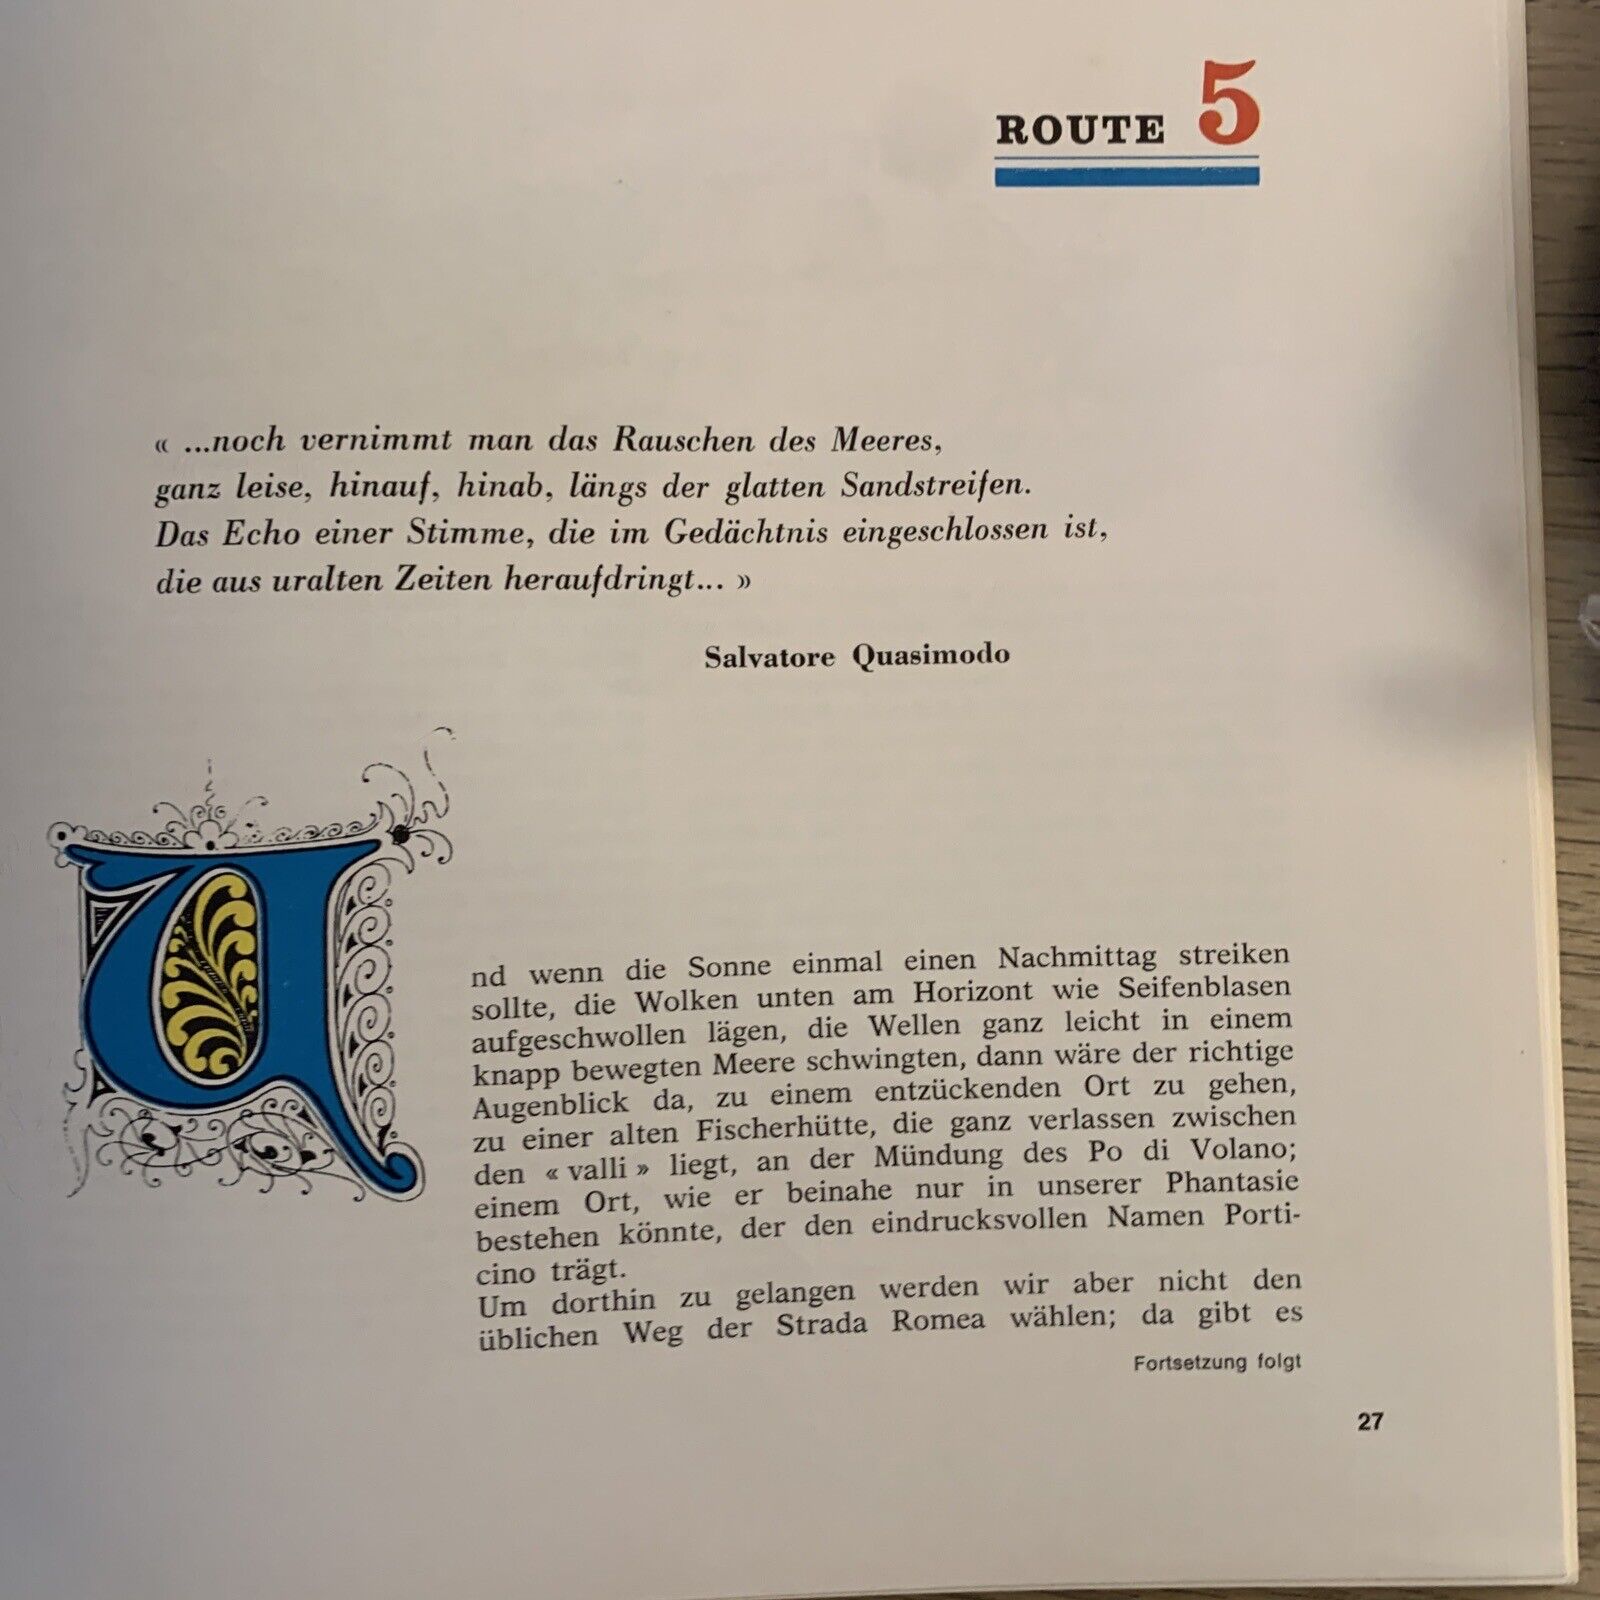 ROUTE 5
« ...noch vernimmt man das Rauschen des Meeres,
ganz leise, hinauf, hinab, längs der glatten Sandstreifen.
Das Echo einer Stimme, die im Gedächtnis eingeschlossen ist,
die aus uralten Zeiten heraufdringt... »
Salvatore Quasimodo
Und wenn die Sonne einmal einen Nachmittag streiken
sollte, die Wolken unten am Horizont wie Seifenblasen
aufgeschwollen lägen, die Wellen ganz leicht in einem
knapp bewegten Meere schwingten, dann wäre der richtige
Augenblick da, zu einem entzückenden Ort zu gehen,
zu einer alten Fischerhütte, die ganz verlassen zwischen
den « valli » liegt, an der Mündung des Po di Volano;
einem Ort, wie er beinahe nur in unserer Phantasie
bestehen könnte, der den eindrucksvollen Namen Porti-
cino trägt.
Um dorthin zu gelangen werden wir aber nicht den
üblichen Weg der Strada Romea wählen; da gibt es
Fortsetzung folgt
27